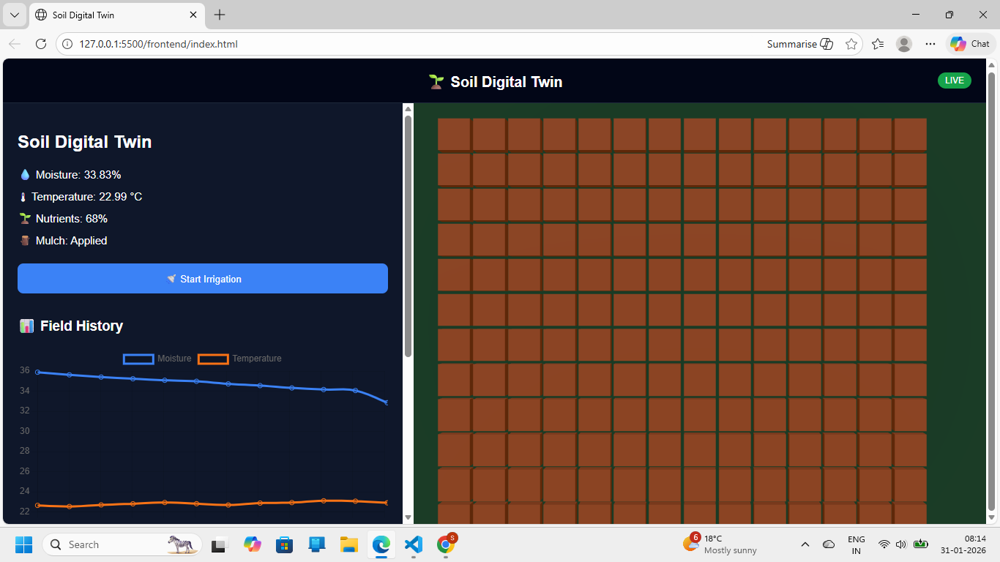 Soil Digital Twin
127.0.0.1:5500/frontend/index.html
Summarise
Chat
Soil Digital Twin
LIVE
Soil Digital Twin
Moisture: 33.83%
Temperature: 22.99 °C
Nutrients: 68%
Mulch: Applied
Start Irrigation
Field History
Moisture Temperature
36
34
32
30
28
26
24
22
Search
S
6
18°C
Mostly sunny
ENG
IN
08:14
31-01-2026